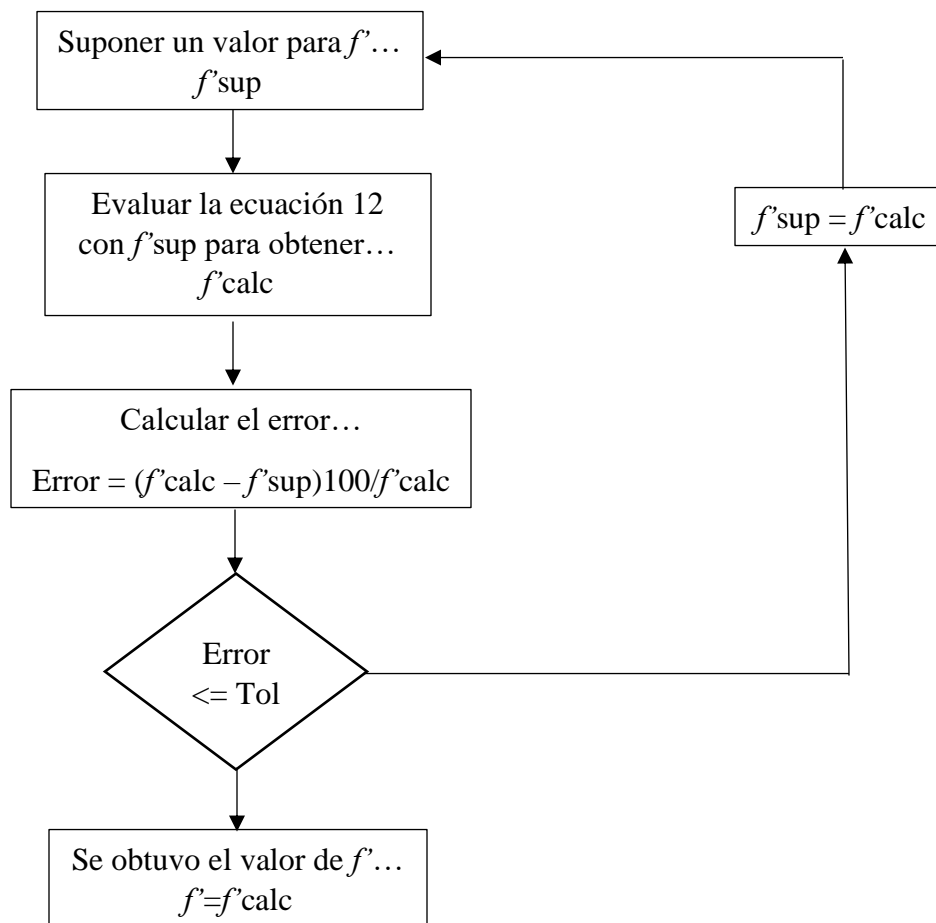 Suponer un valor para f’…
f’sup
Evaluar la ecuación 12
con f’sup para obtener…
f’calc
f’sup = f’calc
Calcular el error…
Error = (f’calc – f’sup)100/f’calc
Error
<= Tol
Se obtuvo el valor de f’…
f’=f’calc